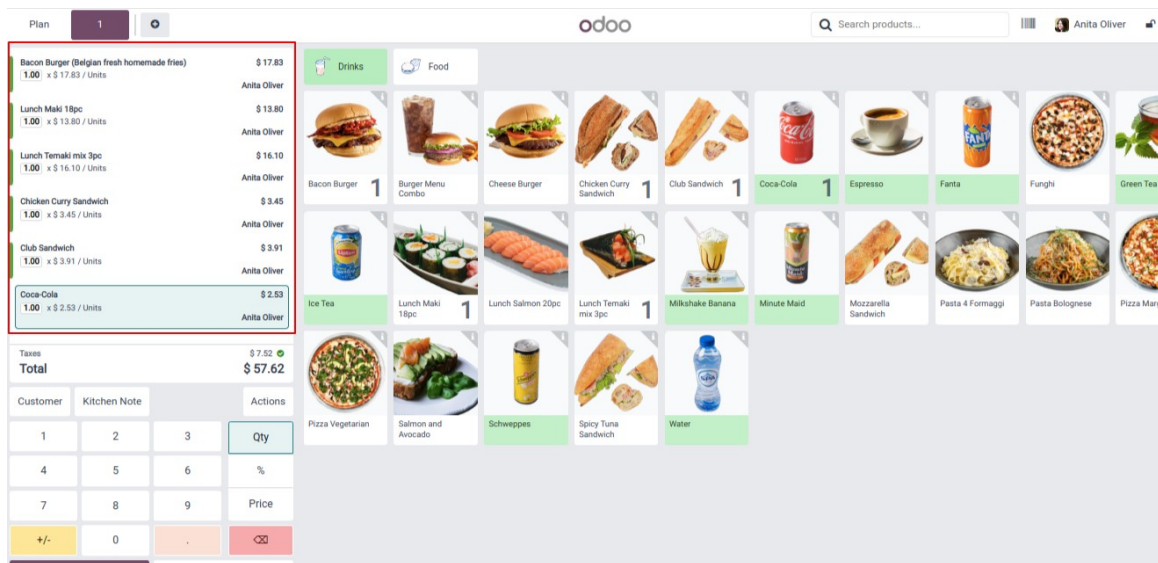 Plan
1
odoo
Search products...
Anita Oliver
Bacon Burger (Belgian fresh homemade fries) $ 17.83
1.00 x $ 17.83 / Units
Anita Oliver
Lunch Maki 18pc $ 13.80
1.00 x $ 13.80 / Units
Anita Oliver
Lunch Temaki mix 3pc $ 16.10
1.00 x $ 16.10 / Units
Anita Oliver
Chicken Curry Sandwich $ 3.45
1.00 x $ 3.45 / Units
Anita Oliver
Club Sandwich $ 3.91
1.00 x $ 3.91 / Units
Anita Oliver
Coca-Cola $ 2.53
1.00 x $ 2.53 / Units
Anita Oliver
Taxes $ 7.52
Total $ 57.62
Customer Kitchen Note Actions
1 2 3 Qty
4 5 6 %
7 8 9 Price
+/- 0 .
Drinks Food
Bacon Burger 1
Burger Menu
Combo
Cheese Burger
Chicken Curry
Sandwich 1
Club Sandwich 1
Coca-Cola 1
Espresso
Fanta
Funghi
Green Tea
Ice Tea
Lunch Maki
18pc 1
Lunch Salmon 20pc
Lunch Temaki
mix 3pc 1
Milkshake Banana
Minute Maid
Mozzarella
Sandwich
Pasta 4 Formaggi
Pasta Bolognese
Pizza Mar
Pizza Vegetarian
Salmon and
Avocado
Schweppes
Spicy Tuna
Sandwich
Water